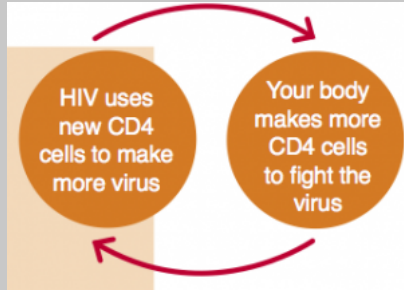 HIV uses
new CD4
cells to make
more virus
Your body
makes more
CD4 cells
to fight the
virus